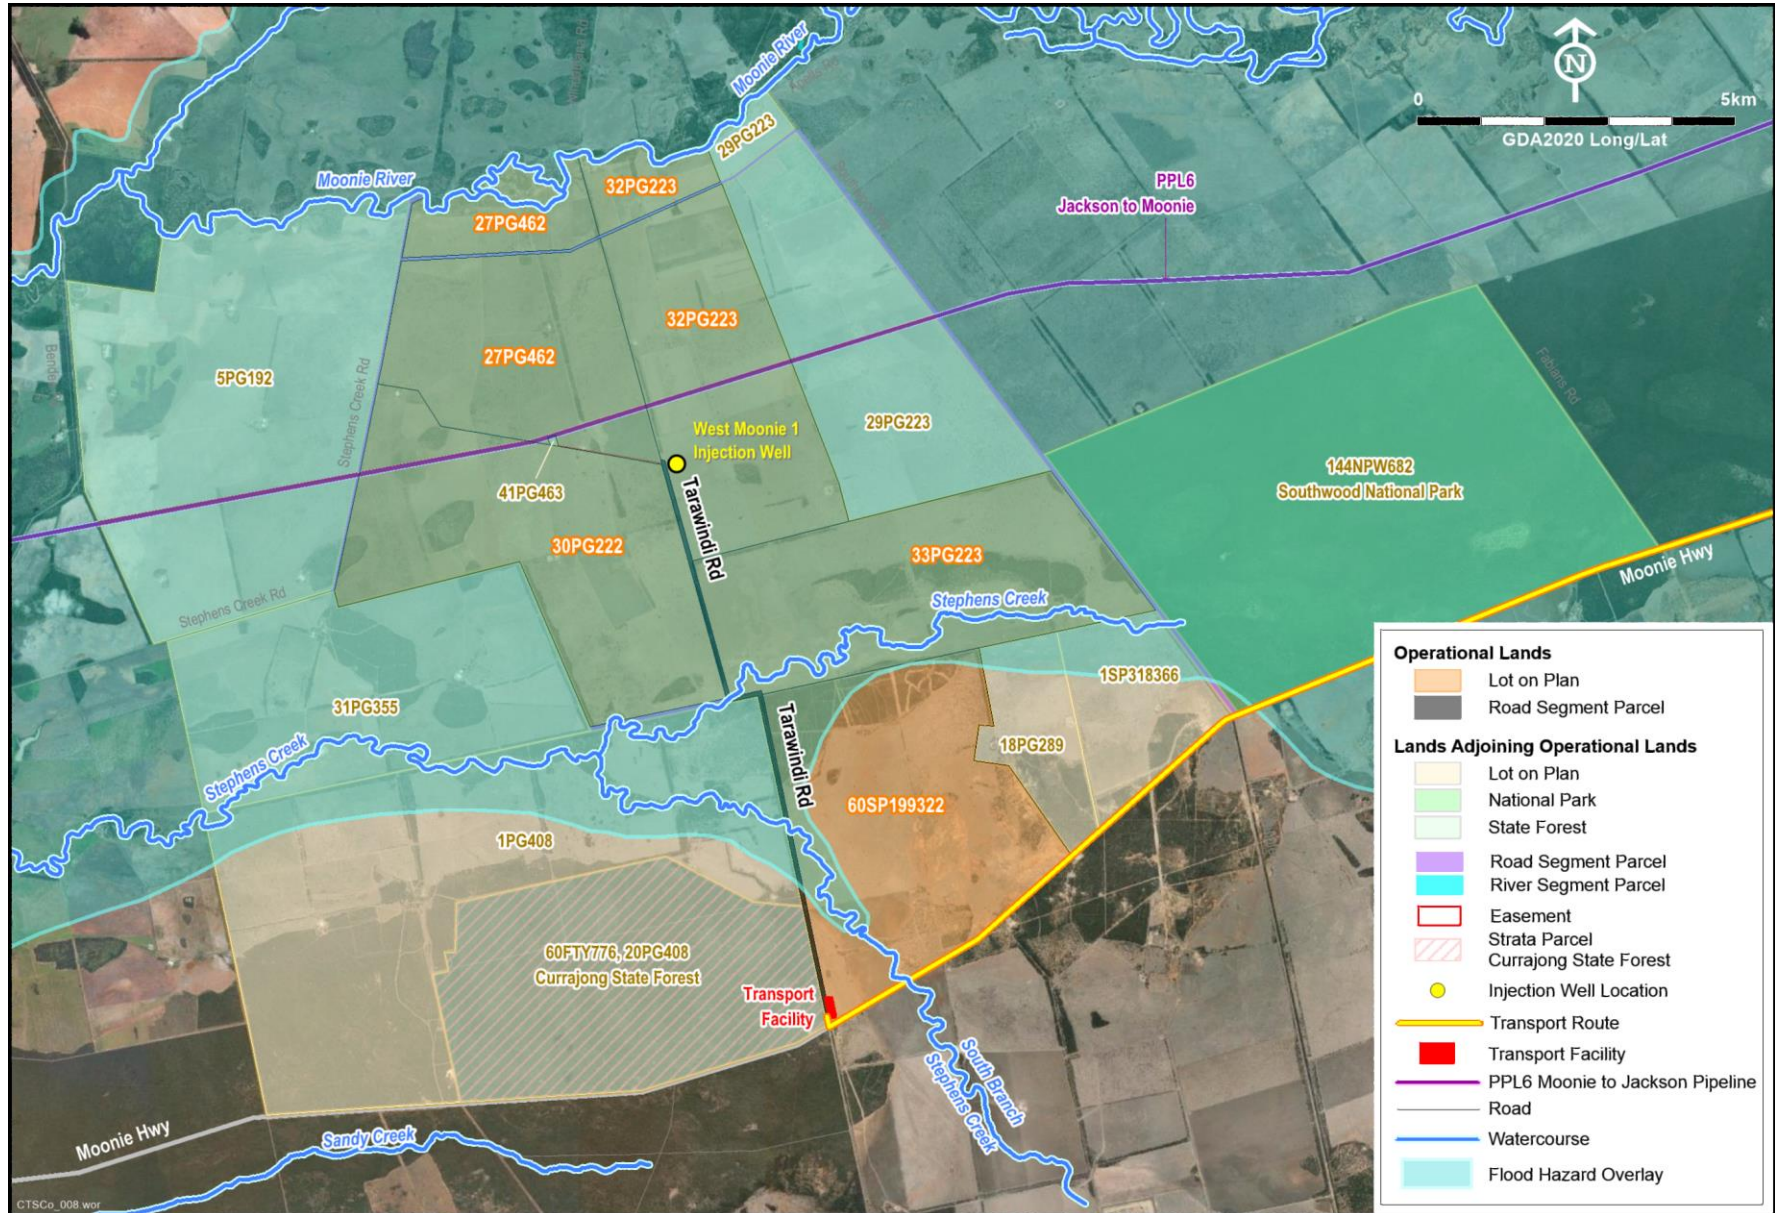 Moonie River
N
0 5km
GDA2020 Long/Lat
29PG223
Moonie River
32PG223
27PG462
PPL6
Jackson to Moonie
32PG223
27PG462
5PG192
Stephens Creek Rd
Fabians Rd
West Moonie 1
Injection Well
29PG223
144NPW682
Southwood National Park
41PG463
Tarawindi Rd
30PG222
33PG223
Moonie Hwy
Stephens Creek Rd
Stephens Creek
1SP318366
31PG355
Tarawindi Rd
18PG289
Stephens Creek
60SP199322
1PG408
60FTY776, 20PG408
Currajong State Forest
Transport
Facility
South Branch
Stephens Creek
Moonie Hwy
Sandy Creek
CTSCo_008.wor
Operational Lands
Lot on Plan
Road Segment Parcel
Lands Adjoining Operational Lands
Lot on Plan
National Park
State Forest
Road Segment Parcel
River Segment Parcel
Easement
Strata Parcel
Currajong State Forest
Injection Well Location
Transport Route
Transport Facility
PPL6 Moonie to Jackson Pipeline
Road
Watercourse
Flood Hazard Overlay